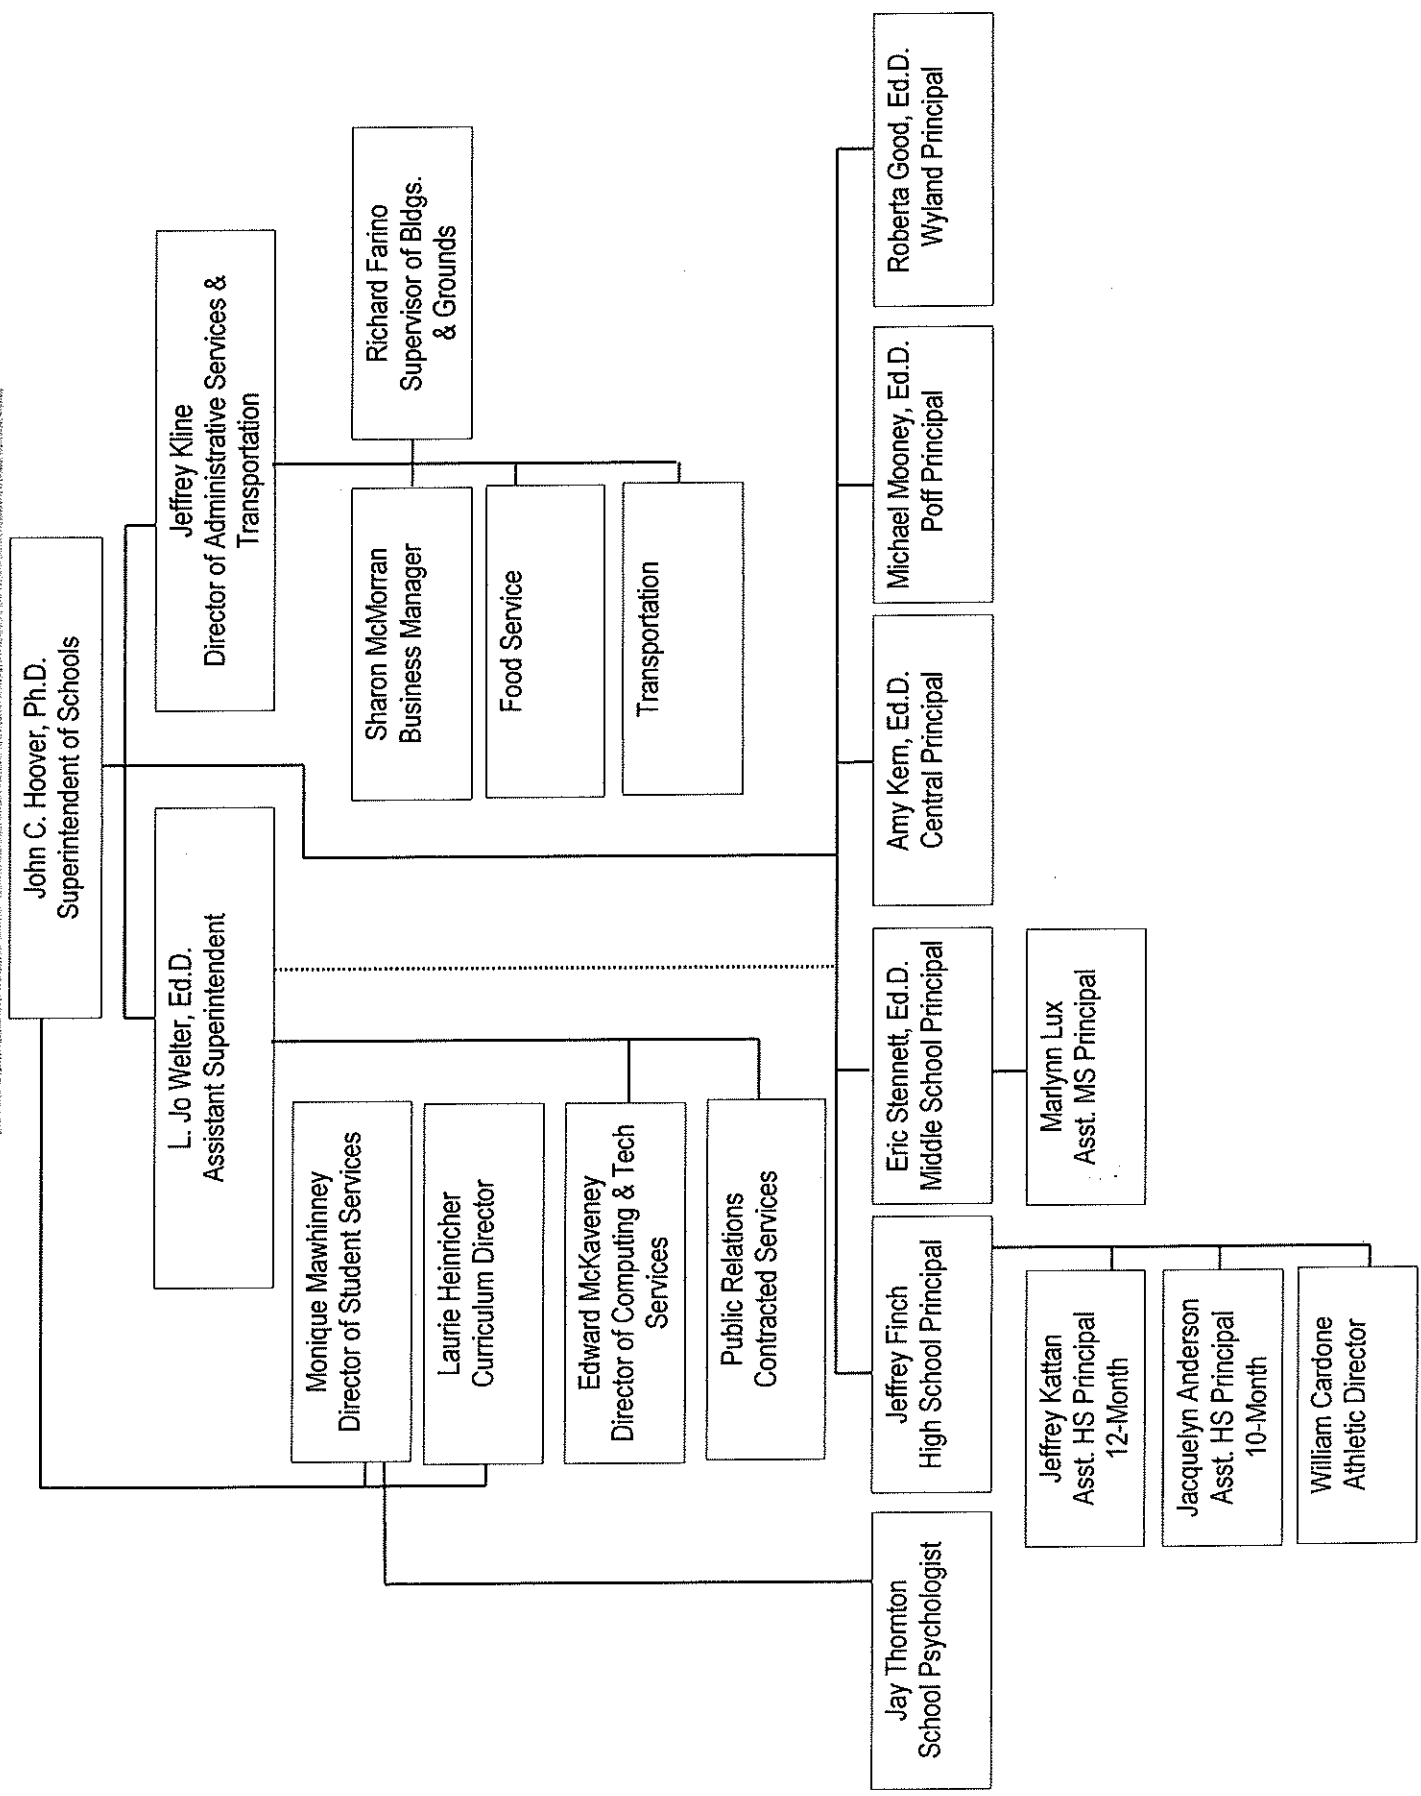 John C. Hoover, Ph.D.
Superintendent of Schools
L. Jo Welter, Ed.D.
Assistant Superintendent
Jeffrey Kline
Director of Administrative Services &
Transportation
Monique Mawhinney
Director of Student Services
Laurie Heinricher
Curriculum Director
Edward McKaveney
Director of Computing & Tech
Services
Public Relations
Contracted Services
Sharon McMorran
Business Manager
Richard Farino
Supervisor of Bldgs.
& Grounds
Food Service
Transportation
Jay Thornton
School Psychologist
Jeffrey Finch
High School Principal
Eric Stennett, Ed.D.
Middle School Principal
Amy Kern, Ed.D.
Central Principal
Michael Mooney, Ed.D.
Poff Principal
Roberta Good, Ed.D.
Wyland Principal
Jeffrey Kattan
Asst. HS Principal
12-Month
Jacquelyn Anderson
Asst. HS Principal
10-Month
William Cardone
Athletic Director
Marlynn Lux
Asst. MS Principal